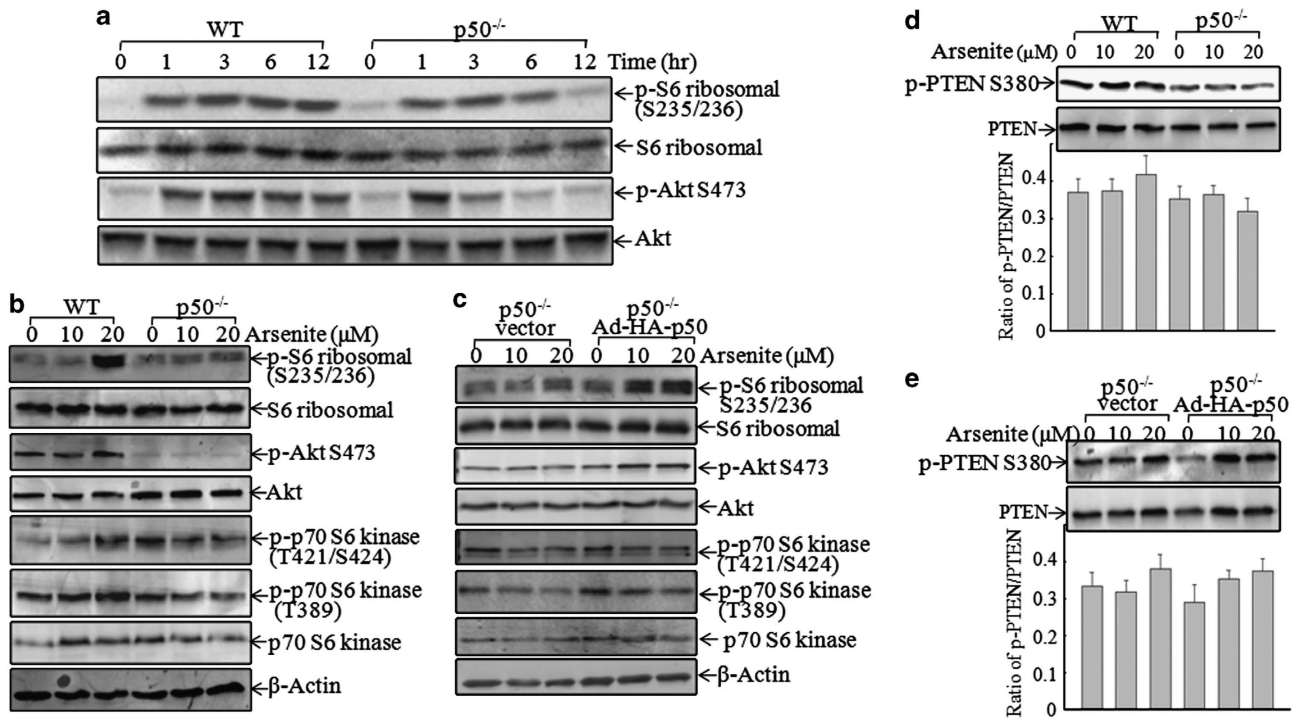 a
WT p50-/-
0 1 3 6 12 0 1 3 6 12 Time (hr)
p-S6 ribosomal
(S235/236)
S6 ribosomal
p-Akt S473
Akt
b
WT p50-/-
0 10 20 0 10 20 Arsenite (μM)
p-S6 ribosomal
(S235/236)
S6 ribosomal
p-Akt S473
Akt
p-p70 S6 kinase
(T421/S424)
p-p70 S6 kinase
(T389)
p70 S6 kinase
β-Actin
c
p50-/- p50-/-
vector Ad-HA-p50
0 10 20 0 10 20 Arsenite (μM)
p-S6 ribosomal
S235/236
S6 ribosomal
p-Akt S473
Akt
p-p70 S6 kinase
(T421/S424)
p-p70 S6 kinase
(T389)
p70 S6 kinase
β-Actin
d
WT p50-/-
Arsenite (μM) 0 10 20 0 10 20
p-PTEN S380
PTEN
Ratio of p-PTEN/PTEN
0.4
0.3
0.2
0.1
0
e
p50-/- p50-/-
vector Ad-HA-p50
Arsenite (μM) 0 10 20 0 10 20
p-PTEN S380
PTEN
Ratio of p-PTEN/PTEN
0.4
0.3
0.2
0.1
0